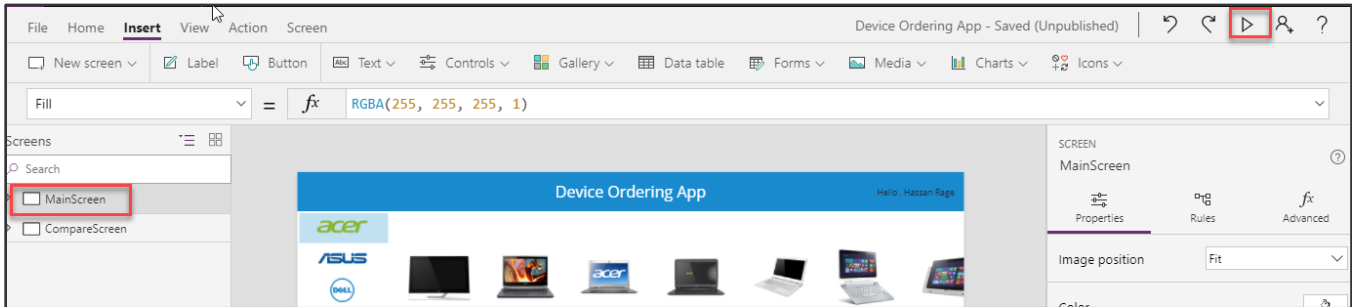 File Home Insert View Action Screen Device Ordering App - Saved (Unpublished) ?
New screen Label Button Abc Text Controls Gallery Data table Forms Media Charts Icons
Fill = fx RGBA(255, 255, 255, 1)
Screens
Search
MainScreen
CompareScreen
Device Ordering App Hello , Hassan Rage
acer
ASUS
DELL
acer
SCREEN
MainScreen
?
Properties Rules fx Advanced
Image position Fit
Color